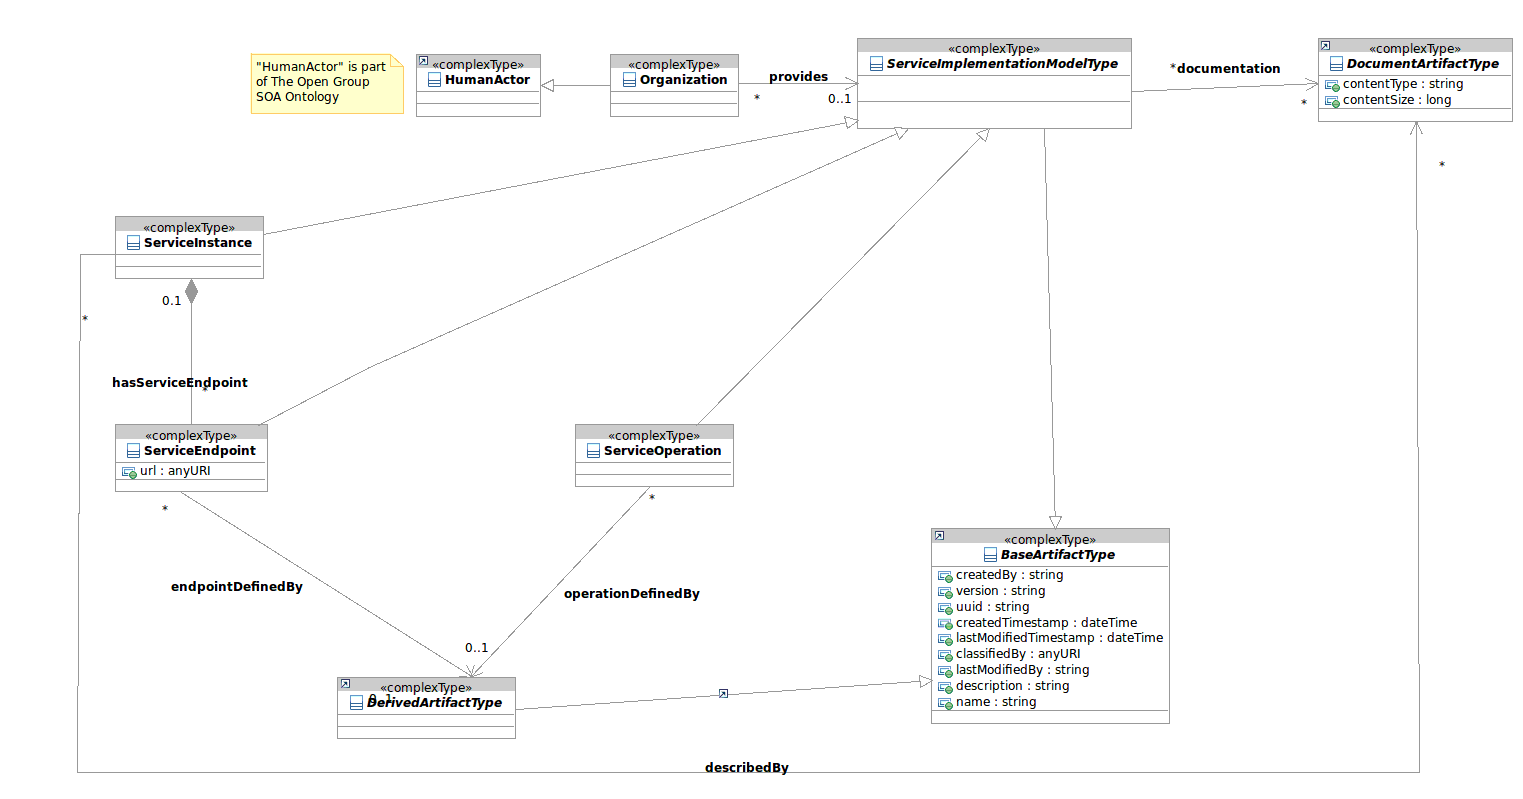 "HumanActor" is part
of The Open Group
SOA Ontology
«complexType»
HumanActor
«complexType»
Organization
provides
*
0..1
«complexType»
ServiceImplementationModelType
*documentation
*
«complexType»
DocumentArtifactType
contentType : string
contentSize : long
*
«complexType»
ServiceInstance
0.1
*
hasServiceEndpoint
*
«complexType»
ServiceEndpoint
url : anyURI
*
«complexType»
ServiceOperation
*
endpointDefinedBy
operationDefinedBy
0..1
«complexType»
0..1
DerivedArtifactType
«complexType»
BaseArtifactType
createdBy : string
version : string
uuid : string
createdTimestamp : dateTime
lastModifiedTimestamp : dateTime
classifiedBy : anyURI
lastModifiedBy : string
description : string
name : string
describedBy